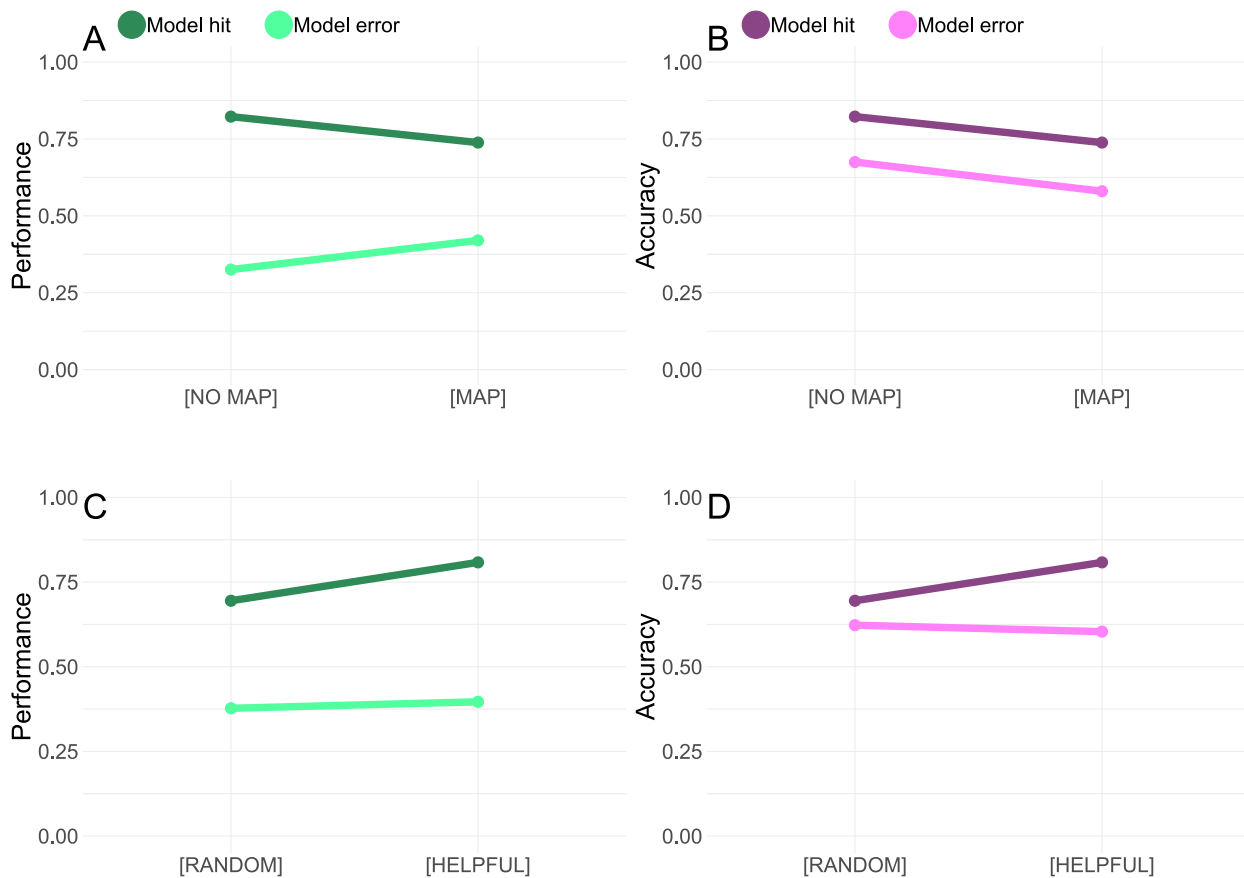 A
Model hit
Model error
1.00
0.75
0.50
0.25
0.00
Performance
[NO MAP]
[MAP]
B
Model hit
Model error
1.00
0.75
0.50
0.25
0.00
Accuracy
[NO MAP]
[MAP]
C
1.00
0.75
0.50
0.25
0.00
Performance
[RANDOM]
[HELPFUL]
D
1.00
0.75
0.50
0.25
0.00
Accuracy
[RANDOM]
[HELPFUL]